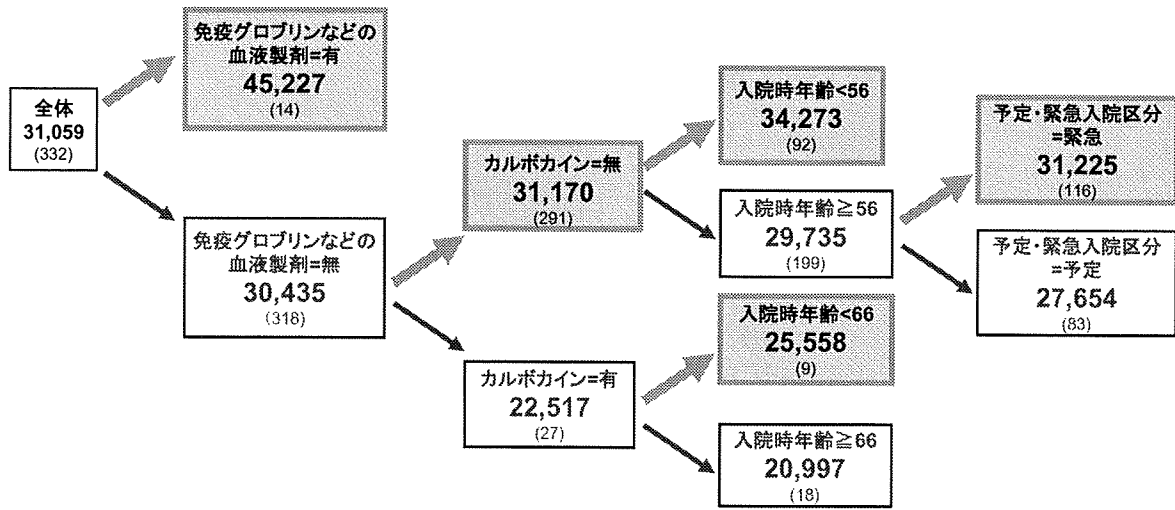 全体
31,059
(332)
免疫グロブリンなどの
血液製剤=有
45,227
(14)
免疫グロブリンなどの
血液製剤=無
30,435
(318)
カルボカイン=無
31,170
(291)
カルボカイン=有
22,517
(27)
入院時年齢<56
34,273
(92)
入院時年齢≧56
29,735
(199)
入院時年齢<66
25,558
(9)
入院時年齢≧66
20,997
(18)
予定・緊急入院区分
=緊急
31,225
(116)
予定・緊急入院区分
=予定
27,654
(83)